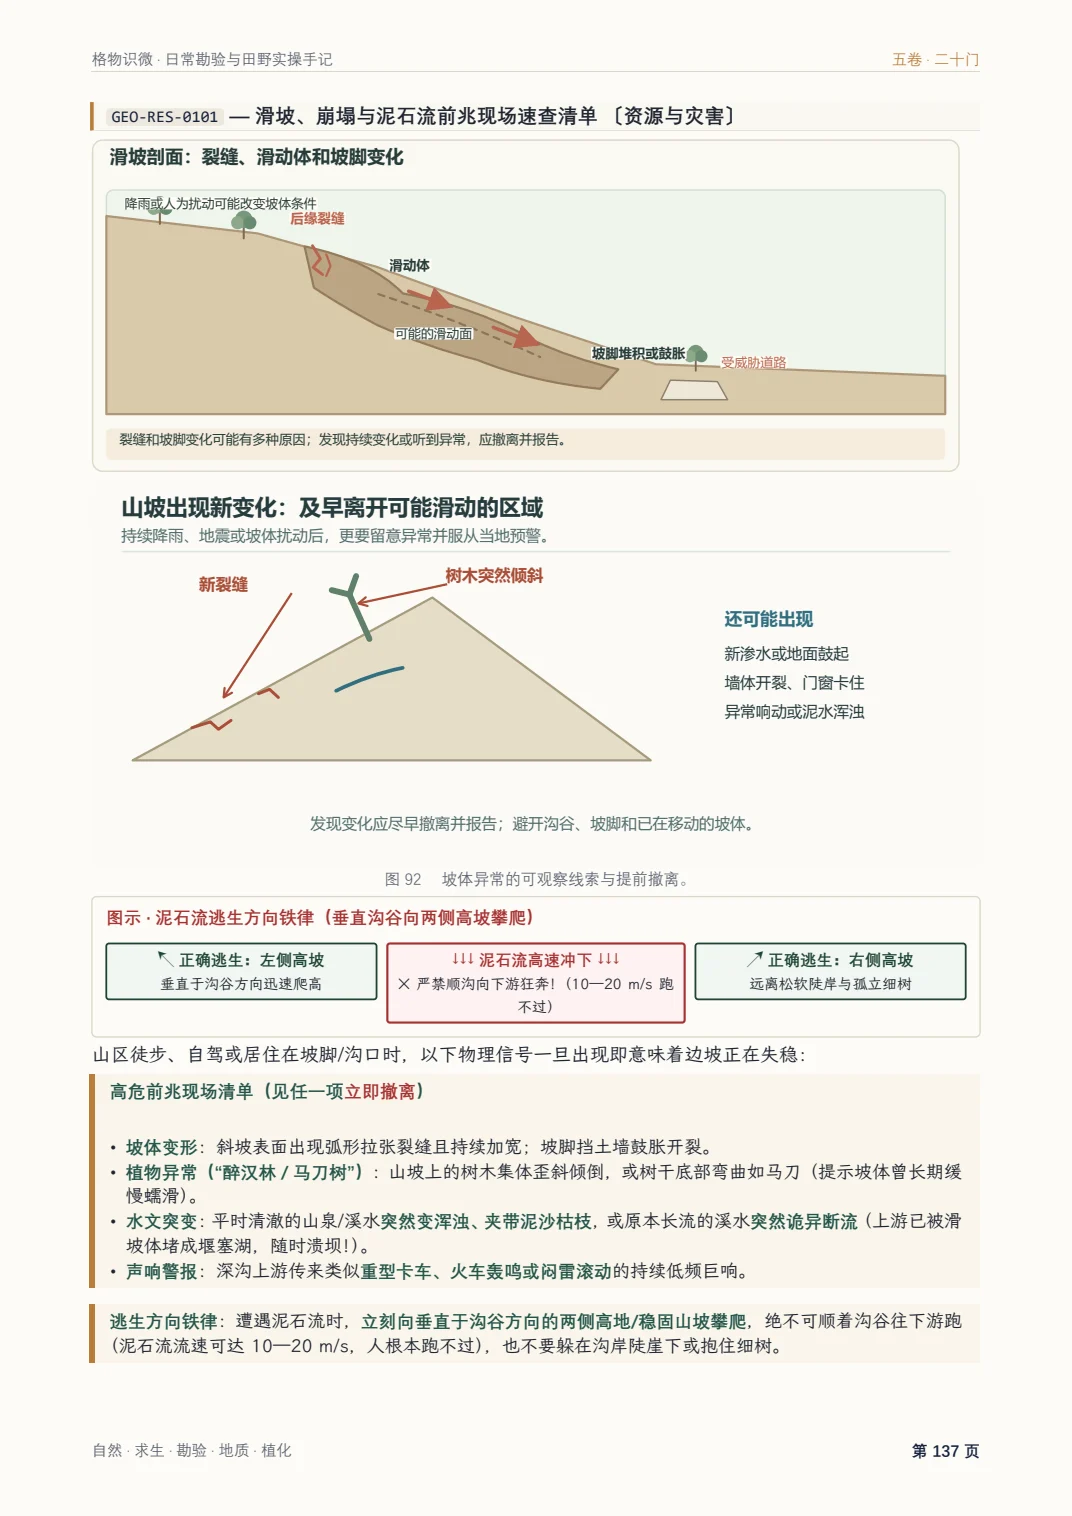 格物识微 · 日常勘验与田野实操手记
五卷 · 二十门
GEO-RES-0101 — 滑坡、崩塌与泥石流前兆现场速查清单 〔资源与灾害〕
滑坡剖面：裂缝、滑动体和坡脚变化
降雨或人为扰动可能改变坡体条件
后缘裂缝
滑动体
可能的滑动面
坡脚堆积或鼓胀
受威胁道路
裂缝和坡脚变化可能有多种原因；发现持续变化或听到异常，应撤离并报告。
山坡出现新变化：及早离开可能滑动的区域
持续降雨、地震或坡体扰动后，更要留意异常并服从当地预警。
新裂缝
树木突然倾斜
还可能出现
新渗水或地面鼓起
墙体开裂、门窗卡住
异常响动或泥水浑浊
发现变化应尽早撤离并报告；避开沟谷、坡脚和已在移动的坡体。
图 92 坡体异常的可观察线索与提前撤离。
图示 · 泥石流逃生方向铁律（垂直沟谷向两侧高坡攀爬）
↖ 正确逃生：左侧高坡
垂直于沟谷方向迅速爬高
↓↓↓ 泥石流高速冲下 ↓↓↓
× 严禁顺沟向下游狂奔！（10—20 m/s 跑
不过）
↗ 正确逃生：右侧高坡
远离松软陡岸与孤立细树
山区徒步、自驾或居住在坡脚/沟口时，以下物理信号一旦出现即意味着边坡正在失稳：
高危前兆现场清单（见任一项立即撤离）
• 坡体变形：斜坡表面出现弧形拉张裂缝且持续加宽；坡脚挡土墙鼓胀开裂。
• 植物异常（“醉汉林 / 马刀树”）：山坡上的树木集体歪斜倾倒，或树干底部弯曲如马刀（提示坡体曾长期缓
慢蠕滑）。
• 水文突变：平时清澈的山泉/溪水突然变浑浊、夹带泥沙枯枝，或原本长流的溪水突然诡异断流（上游已被滑
坡体堵成堰塞湖，随时溃坝！）。
• 声响警报：深沟上游传来类似重型卡车、火车轰鸣或闷雷滚动的持续低频巨响。
逃生方向铁律：遭遇泥石流时，立刻向垂直于沟谷方向的两侧高地/稳固山坡攀爬，绝不可顺着沟谷往下游跑
（泥石流流速可达 10—20 m/s，人根本跑不过），也不要躲在沟岸陡崖下或抱住细树。
自然 · 求生 · 勘验 · 地质 · 植化
第 137 页